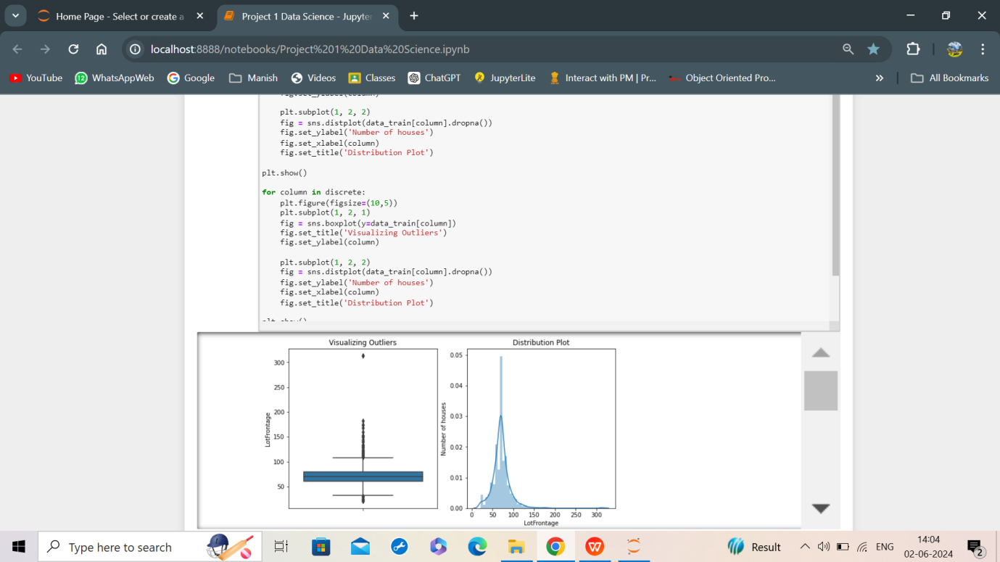 Home Page - Select or create a
Project 1 Data Science - Jupyter
localhost:8888/notebooks/Project%201%20Data%20Science.ipynb
YouTube
12
WhatsAppWeb
Google
Manish
Videos
Classes
ChatGPT
JupyterLite
Interact with PM | Pr...
Object Oriented Pro...
All Bookmarks
fig.set_ylabel(column)
plt.subplot(1, 2, 2)
fig = sns.distplot(data_train[column].dropna())
fig.set_ylabel('Number of houses')
fig.set_xlabel(column)
fig.set_title('Distribution Plot')
plt.show()
for column in discrete:
plt.figure(figsize=(10,5))
plt.subplot(1, 2, 1)
fig = sns.boxplot(y=data_train[column])
fig.set_title('Visualizing Outliers')
fig.set_ylabel(column)
plt.subplot(1, 2, 2)
fig = sns.distplot(data_train[column].dropna())
fig.set_ylabel('Number of houses')
fig.set_xlabel(column)
fig.set_title('Distribution Plot')
plt.show()
Visualizing Outliers
300
250
200
150
100
50
LotFrontage
Distribution Plot
0.05
0.04
0.03
0.02
0.01
0.00
Number of houses
0 50 100 150 200 250 300
LotFrontage
Type here to search
Result
ENG
14:04
02-06-2024
2